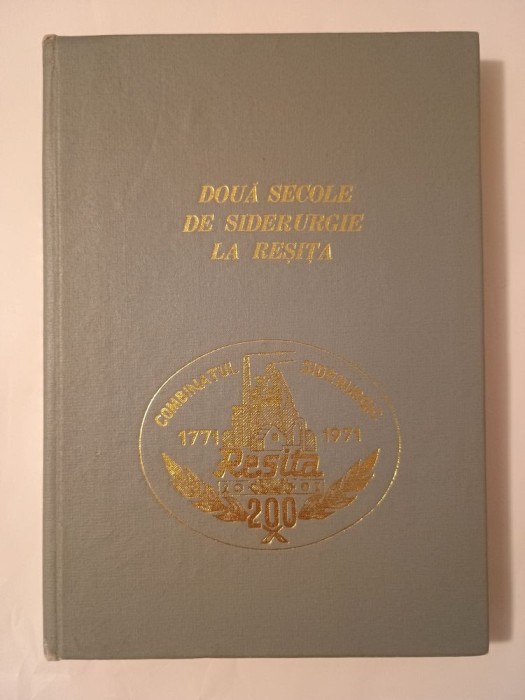 DOUĂ SECOLE
DE SIDERURGIE
LA REȘIȚA
COMBINATUL SIDERURGIC
1771 1971
Reșița
200